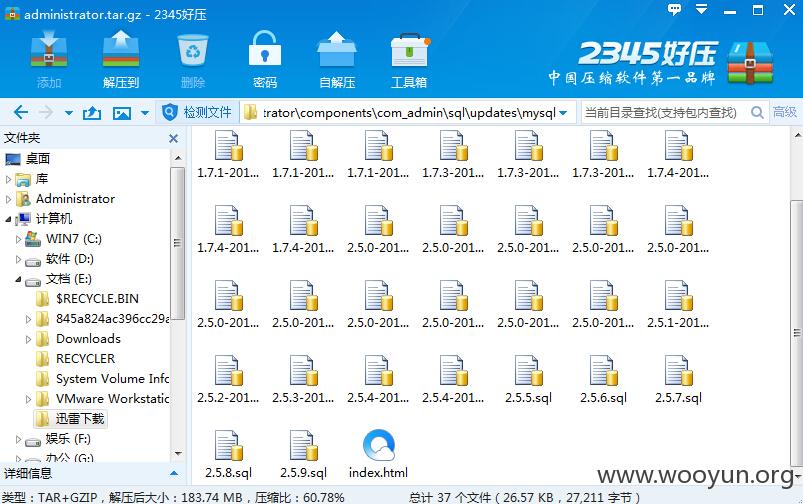 administrator.tar.gz - 2345好压
添加 解压到 删除 密码 自解压 工具箱
2345好压
中国压缩软件第一品牌
检测文件 trator\components\com_admin\sql\updates\mysql 当前目录查找(支持包内查找) 高级
文件夹
桌面
库
Administrator
计算机
WIN7 (C:)
软件 (D:)
文档 (E:)
$RECYCLE.BIN
845a824ac396cc29a
Downloads
RECYCLER
System Volume Info
VMware Workstatio
迅雷下载
娱乐 (F:)
办公 (G:)
详细信息
1.7.1-201... 1.7.1-201... 1.7.1-201... 1.7.3-201... 1.7.3-201... 1.7.3-201... 1.7.4-201...
1.7.4-201... 1.7.4-201... 2.5.0-201... 2.5.0-201... 2.5.0-201... 2.5.0-201... 2.5.0-201...
2.5.0-201... 2.5.0-201... 2.5.0-201... 2.5.0-201... 2.5.0-201... 2.5.0-201... 2.5.1-201...
2.5.2-201... 2.5.3-201... 2.5.4-201... 2.5.4-201... 2.5.5.sql 2.5.6.sql 2.5.7.sql
2.5.8.sql 2.5.9.sql index.html
www.wooyun.org
类型：TAR+GZIP，解压后大小：183.74 MB，压缩比：60.78% 总计 37 个文件（26.57 KB，27,211 字节）